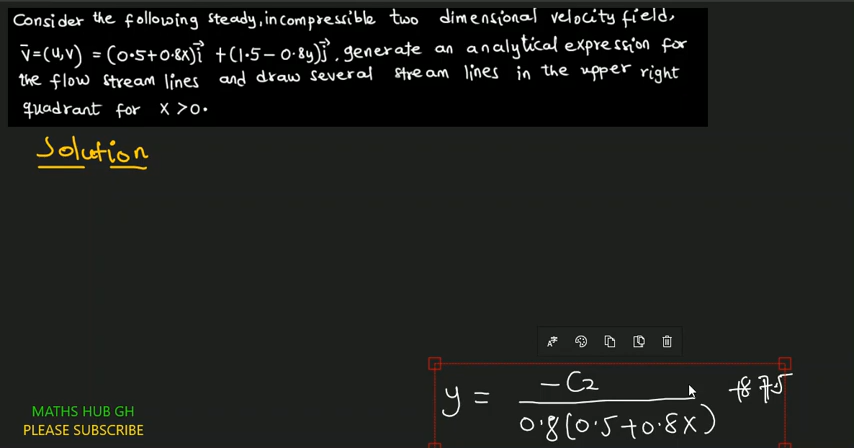 Consider the following steady, incompressible two dimensional velocity field,
v̄ = (u,v) = (0.5+0.8x)i⃗ + (1.5−0.8y)j⃗, generate an analytical expression for
the flow stream lines and draw several stream lines in the upper right
quadrant for x >0.
Solution
y = −C2 / 0.8(0.5+0.8x)
MATHS HUB GH
PLEASE SUBSCRIBE